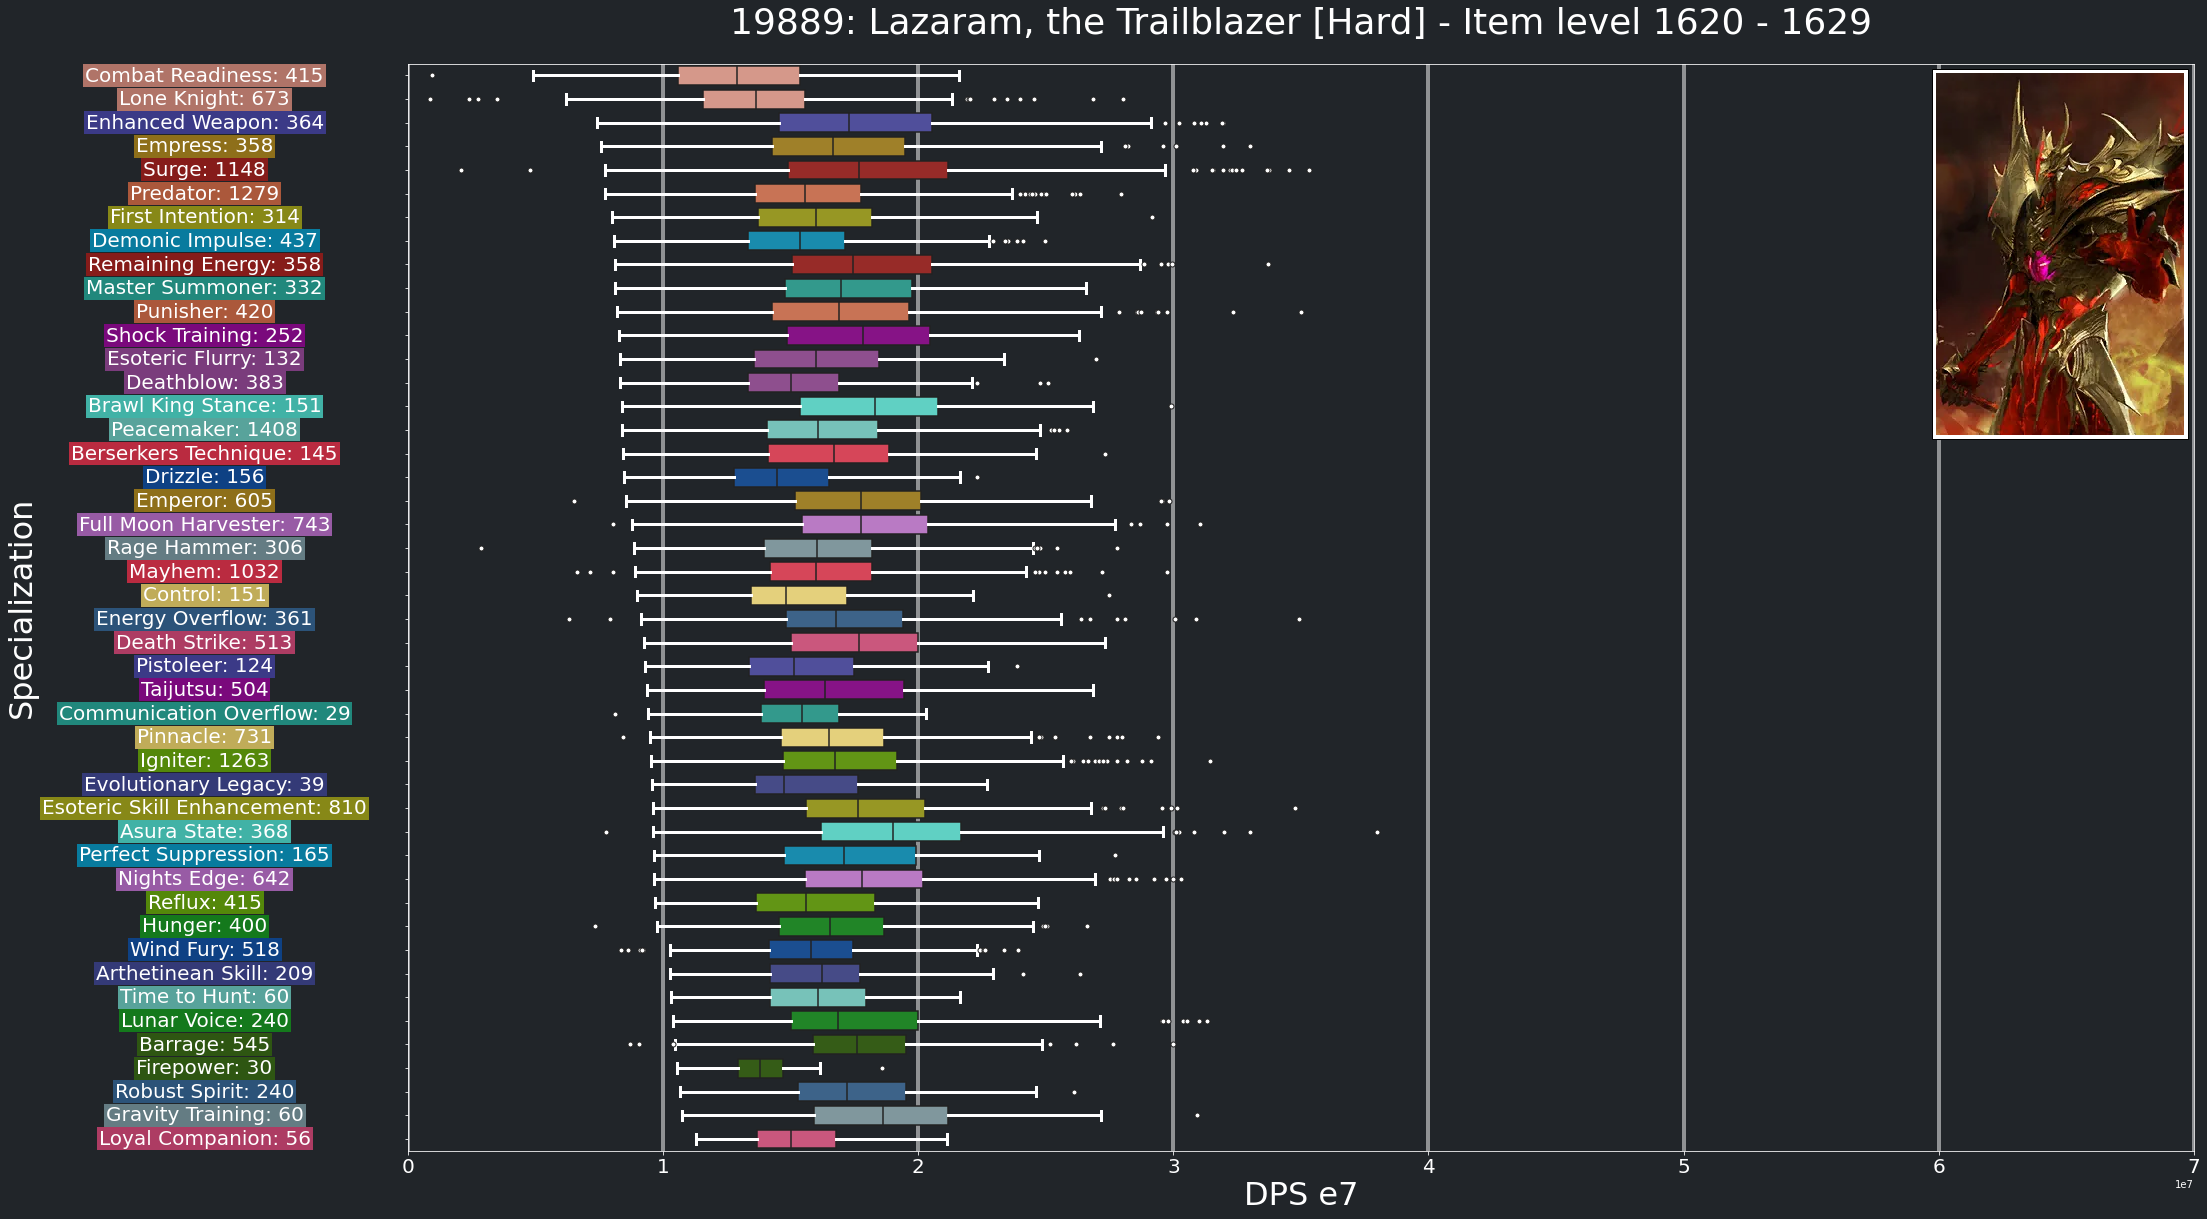 19889: Lazaram, the Trailblazer [Hard] - Item level 1620 - 1629
Combat Readiness: 415
Lone Knight: 673
Enhanced Weapon: 364
Empress: 358
Surge: 1148
Predator: 1279
First Intention: 314
Demonic Impulse: 437
Remaining Energy: 358
Master Summoner: 332
Punisher: 420
Shock Training: 252
Esoteric Flurry: 132
Deathblow: 383
Brawl King Stance: 151
Peacemaker: 1408
Berserkers Technique: 145
Drizzle: 156
Emperor: 605
Full Moon Harvester: 743
Rage Hammer: 306
Mayhem: 1032
Control: 151
Energy Overflow: 361
Death Strike: 513
Pistoleer: 124
Taijutsu: 504
Communication Overflow: 29
Pinnacle: 731
Igniter: 1263
Evolutionary Legacy: 39
Esoteric Skill Enhancement: 810
Asura State: 368
Perfect Suppression: 165
Nights Edge: 642
Reflux: 415
Hunger: 400
Wind Fury: 518
Arthetinean Skill: 209
Time to Hunt: 60
Lunar Voice: 240
Barrage: 545
Firepower: 30
Robust Spirit: 240
Gravity Training: 60
Loyal Companion: 56
Specialization
0 1 2 3 4 5 6 7
DPS e7
1e7